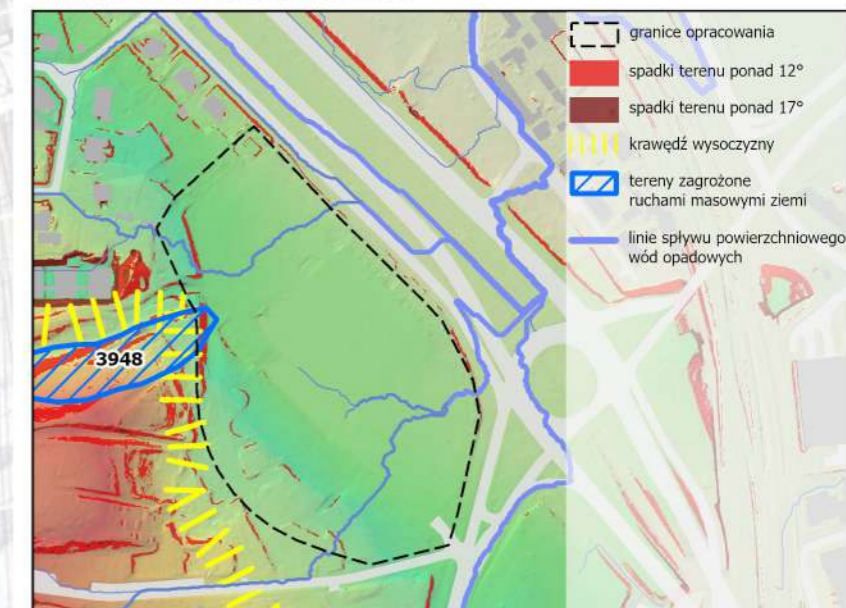 granice opracowania
spadki terenu ponad 12°
spadki terenu ponad 17°
krawędź wysoczyzny
tereny zagrożone
ruchami masowymi ziemi
linie spływu powierzchniowego
wód opadowych
3948